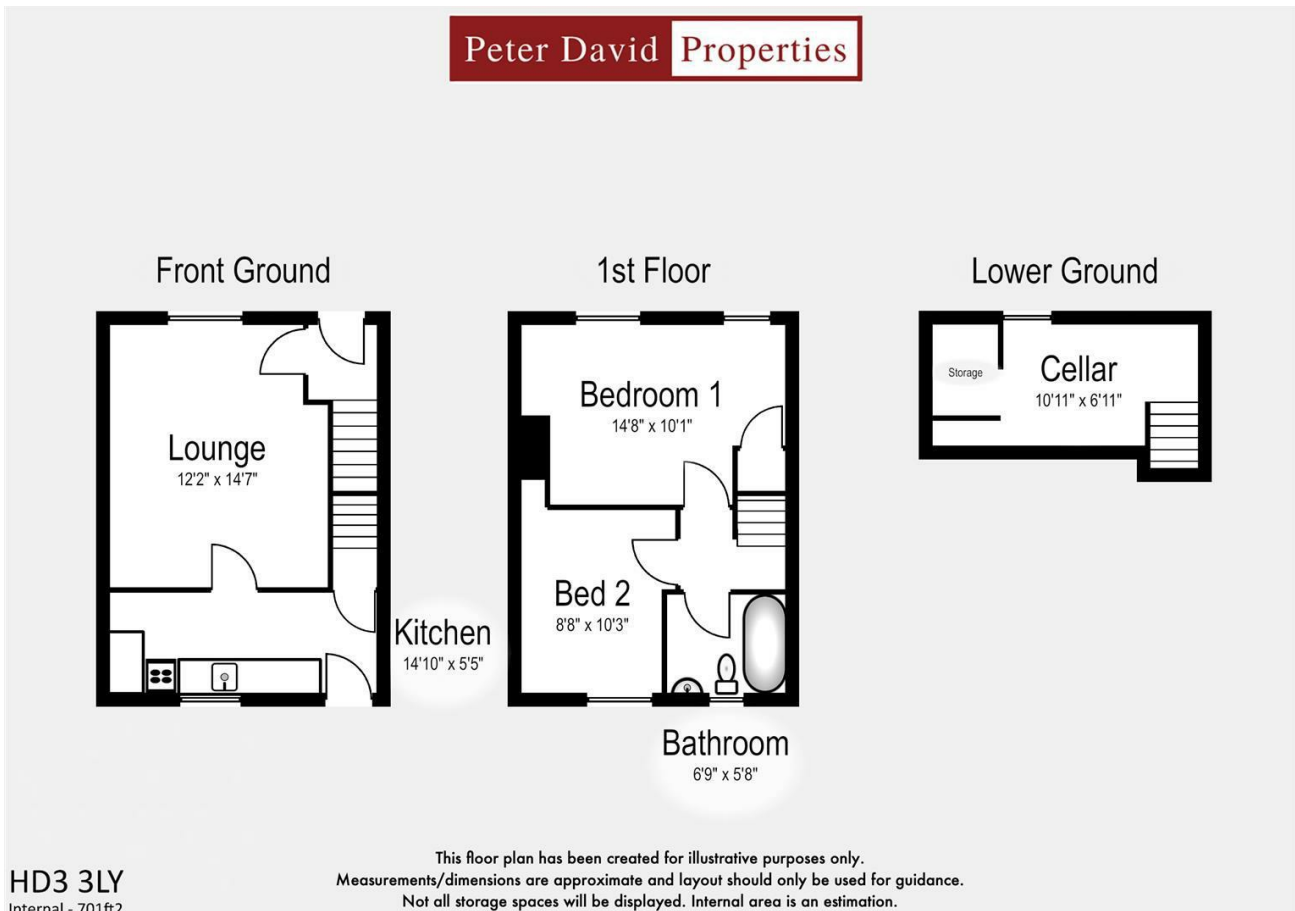 Peter David Properties
Front Ground
1st Floor
Lower Ground
Lounge
12'2" x 14'7"
Kitchen
14'10" x 5'5"
Bedroom 1
14'8" x 10'1"
Bed 2
8'8" x 10'3"
Bathroom
6'9" x 5'8"
Storage
Cellar
10'11" x 6'11"
HD3 3LY
Internal - 701ft2
This floor plan has been created for illustrative purposes only.
Measurements/dimensions are approximate and layout should only be used for guidance.
Not all storage spaces will be displayed. Internal area is an estimation.